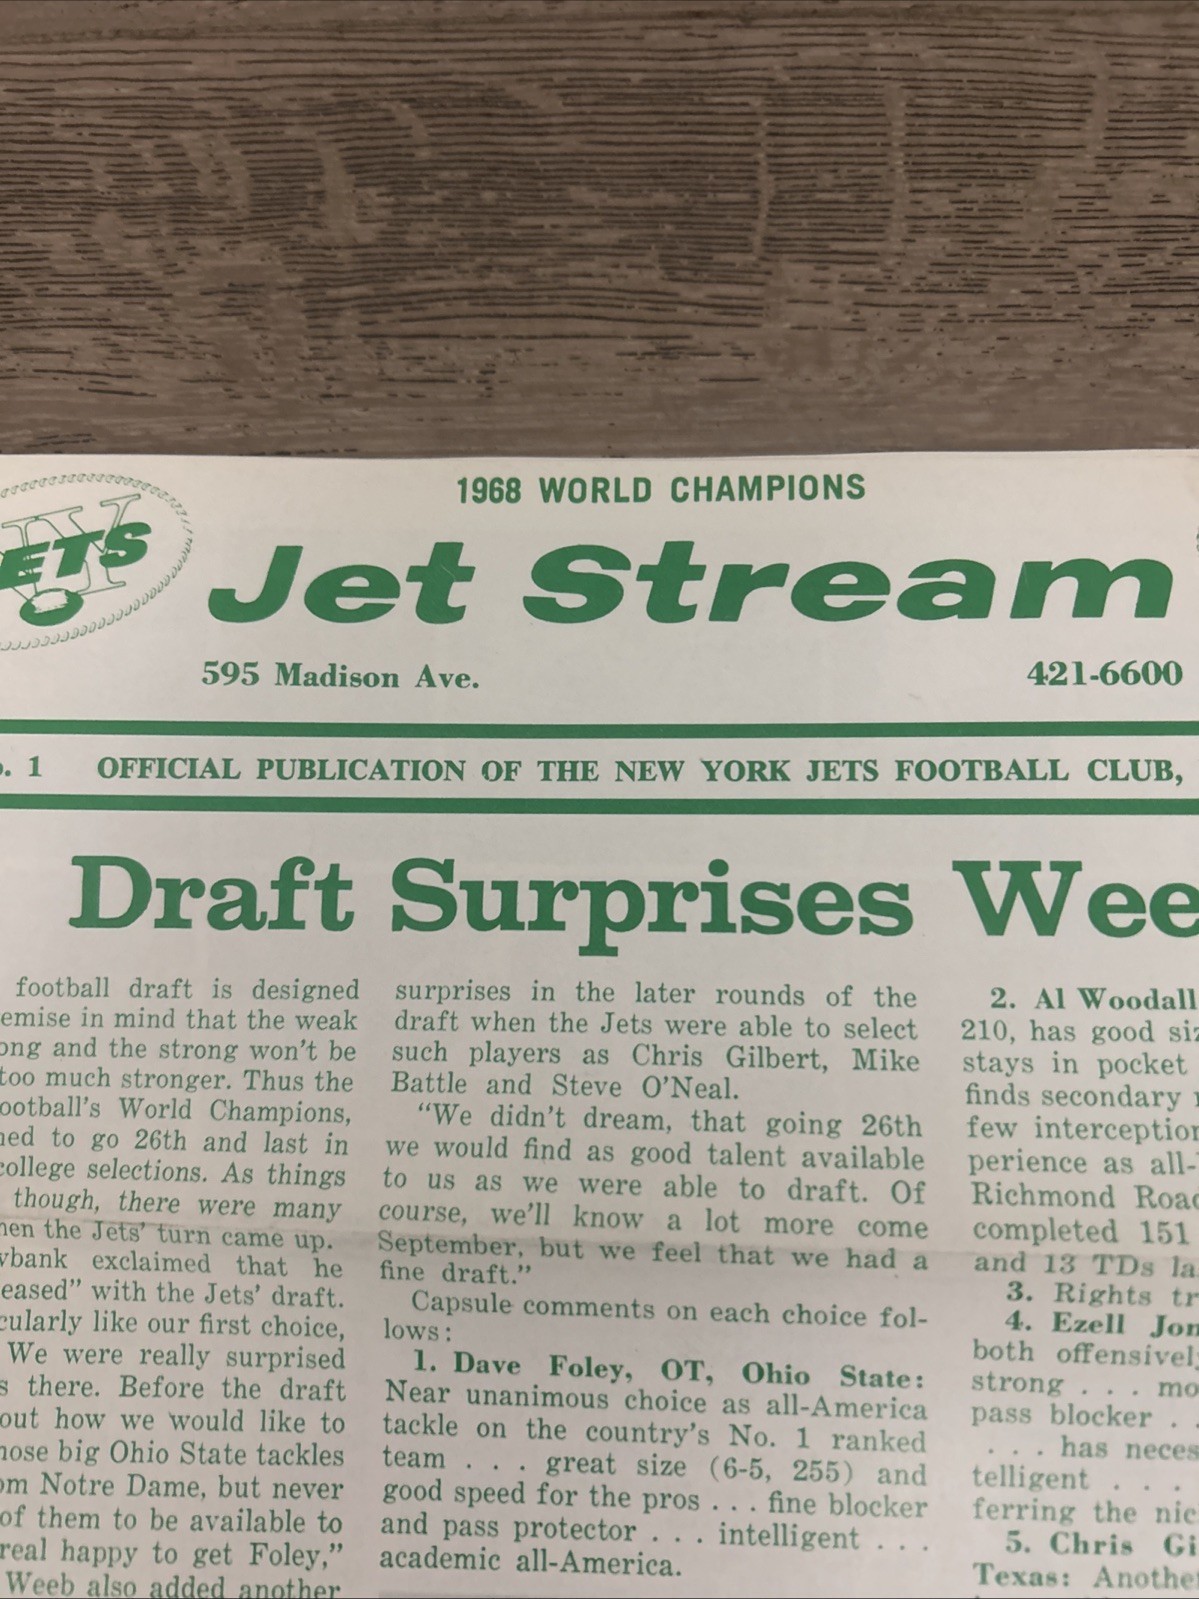 1968 WORLD CHAMPIONS
NY
JETS
Jet Stream
595 Madison Ave. 421-6600
. 1 OFFICIAL PUBLICATION OF THE NEW YORK JETS FOOTBALL CLUB,
Draft Surprises Wee
football draft is designed
emise in mind that the weak
ong and the strong won't be
too much stronger. Thus the
ootball's World Champions,
ned to go 26th and last in
college selections. As things
though, there were many
hen the Jets' turn came up.
wbank exclaimed that he
eased" with the Jets' draft.
cularly like our first choice,
We were really surprised
s there. Before the draft
out how we would like to
hose big Ohio State tackles
om Notre Dame, but never
of them to be available to
real happy to get Foley,"
Weeb also added another
surprises in the later rounds of the
draft when the Jets were able to select
such players as Chris Gilbert, Mike
Battle and Steve O'Neal.
"We didn't dream, that going 26th
we would find as good talent available
to us as we were able to draft. Of
course, we'll know a lot more come
September, but we feel that we had a
fine draft."
Capsule comments on each choice fol-
lows:
1. Dave Foley, OT, Ohio State:
Near unanimous choice as all-America
tackle on the country's No. 1 ranked
team . . . great size (6-5, 255) and
good speed for the pros . . . fine blocker
and pass protector . . . intelligent . . .
academic all-America.
2. Al Woodall
210, has good siz
stays in pocket
finds secondary r
few interception
perience as all-
Richmond Road
completed 151
and 13 TDs la
3. Rights tr
4. Ezell Jon
both offensively
strong . . . mo
pass blocker . .
. . . has neces
telligent . . .
ferring the nic
5. Chris Gi
Texas: Anothe